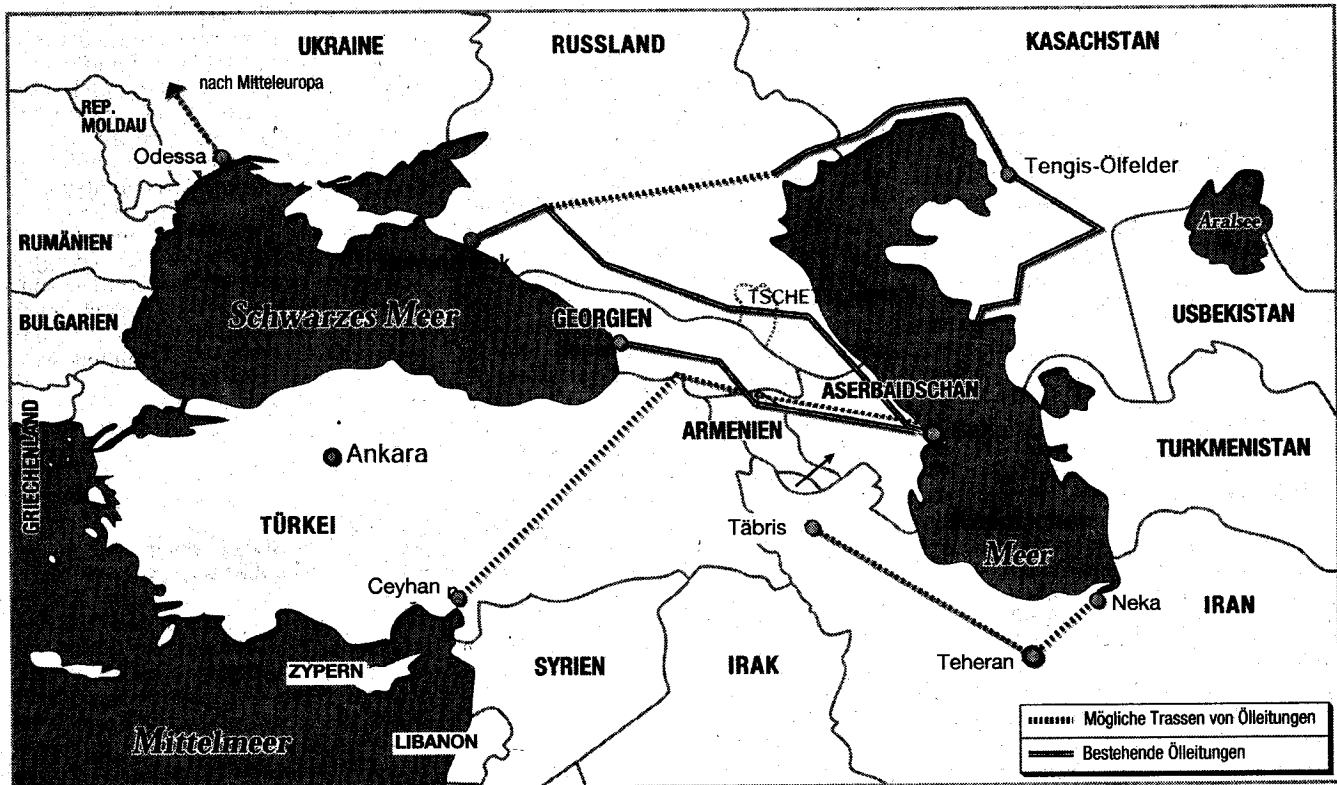 UKRAINE
RUSSLAND
KASACHSTAN
nach Mitteleuropa
REP.
MOLDAU
Odessa
Tengis-Ölfelder
Aralsee
RUMÄNIEN
k
TSCHET
USBEKISTAN
BULGARIEN
Schwarzes Meer
GEORGIEN
ASERBAIDSCHAN
GRIECHENLAND
ARMENIEN
TURKMENISTAN
Ankara
TÜRKEI
Täbris
Meer
Ceyhan
Neka
IRAN
Teheran
ZYPERN
SYRIEN
IRAK
Mittelmeer
LIBANON
Mögliche Trassen von Ölleitungen
Bestehende Ölleitungen